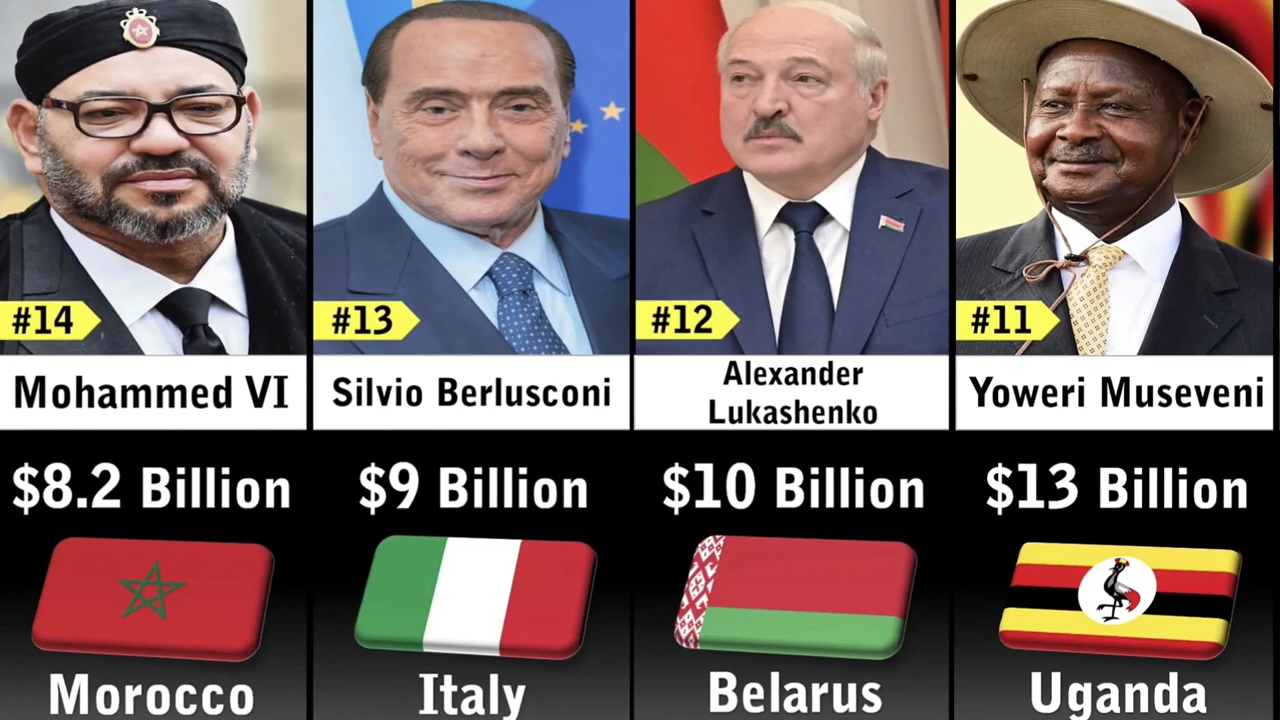 #14
#13
#12
#11
Mohammed VI
Silvio Berlusconi
Alexander
Lukashenko
Yoweri Museveni
$8.2 Billion
$9 Billion
$10 Billion
$13 Billion
Morocco
Italy
Belarus
Uganda